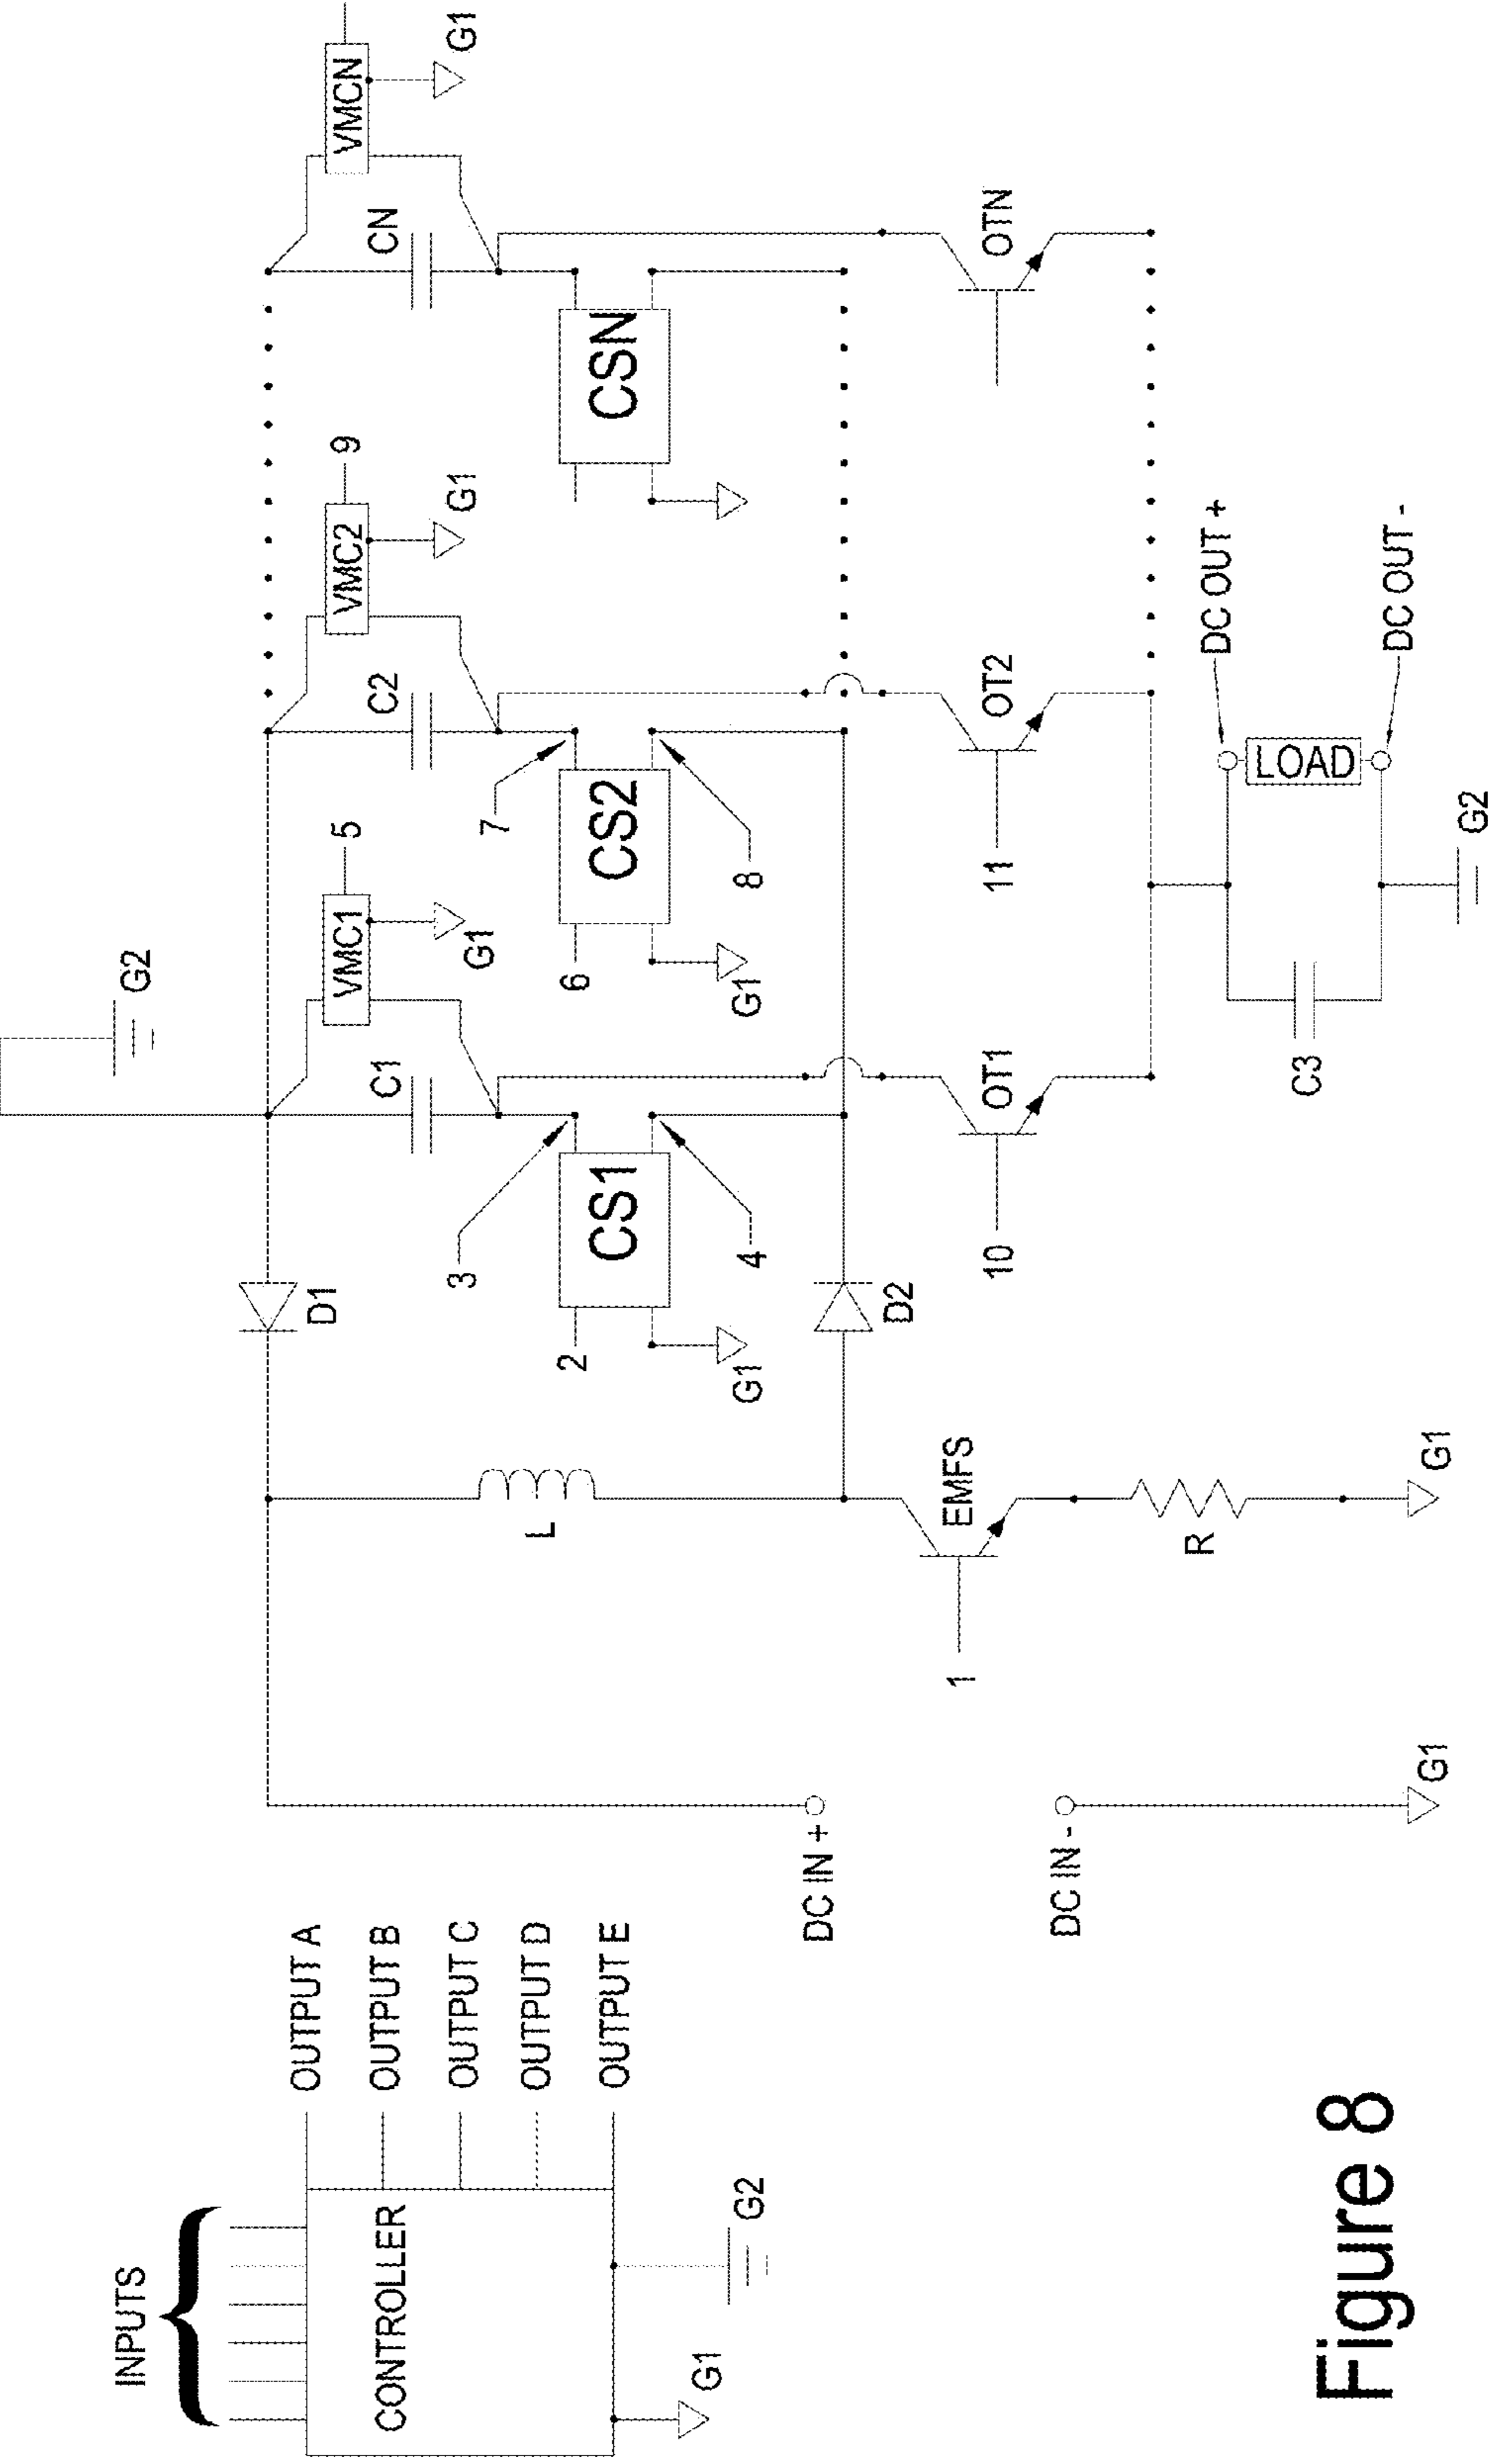 INPUTS
CONTROLLER
G1
G2
OUTPUT A
OUTPUT B
OUTPUT C
OUTPUT D
OUTPUT E
DC IN +
DC IN -
G1
L
1
EMFS
R
G1
D1
D2
G2
C1
VMC1
5
G1
3
2
CS1
4
G1
10
OT1
C2
VMC2
9
G1
7
6
CS2
8
G1
11
OT2
C3
LOAD
DC OUT +
DC OUT -
G2
CN
VMCN
G1
CSN
OTN
Figure 8